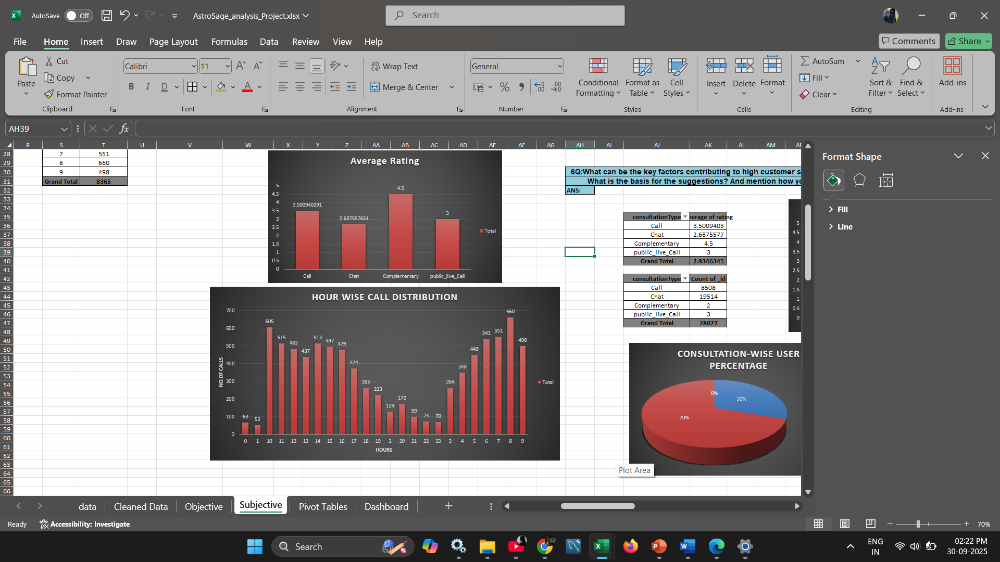 AutoSave Off AstroSage_analysis_Project.xlsx Search
File Home Insert Draw Page Layout Formulas Data Review View Help Comments Share
Paste Cut Copy Format Painter Clipboard
Calibri 11 B I D A Font
Wrap Text Merge & Center Alignment
General % Number
Conditional Formatting Format as Table Cell Styles Styles
Insert Delete Format Cells
AutoSum Fill Clear Sort & Filter Find & Select Editing
Add-ins Add-ins
AH39 fx
R S T U V W X Y Z AA AB AC AD AE AF AG AH AI AJ AK AL AM
28 7 551
29 8 660
30 9 498
31 Grand Total 8365
32
33
34
35
36
37
38
39
40
41
42
43
44
45
46
47
48
49
50
51
52
53
54
55
56
57
58
59
60
61
62
63
64
65
66
Average Rating
5
4.5
4
3.5
3
2.5
2
1.5
1
0.5
0
3.500940291 2.687557651 4.5 3
Call Chat Complementary public_live_Call
Total
HOUR WISE CALL DISTRIBUTION
NO.OF CALLS
700
600
500
400
300
200
100
0
68 52 605 515 483 437 513 497 479 374 265 223 129 172 99 73 70 264 348 449 541 551 660 498
0 1 10 11 12 13 14 15 16 17 18 19 2 20 21 22 23 3 4 5 6 7 8 9
HOURS
Total
6Q:What can be the key factors contributing to high customer s
What is the basis for the suggestions? And mention how yo
ANS:
consultationType verage of rating
Call 3.5009403
Chat 2.6875577
Complementary 4.5
public_live_Call 3
Grand Total 2.9346345
consultationType Count of _id
Call 8508
Chat 19514
Complementary 2
public_live_Call 3
Grand Total 28027
5
4.5
4
3.5
3
2.5
2
1.5
1
0.5
0
CONSULTATION-WISE USER
PERCENTAGE
0%
30%
70%
Plot Area
Format Shape
Fill
Line
data Cleaned Data Objective Subjective Pivot Tables Dashboard
Ready Accessibility: Investigate 70%
Search
ENG
IN
02:22 PM
30-09-2025